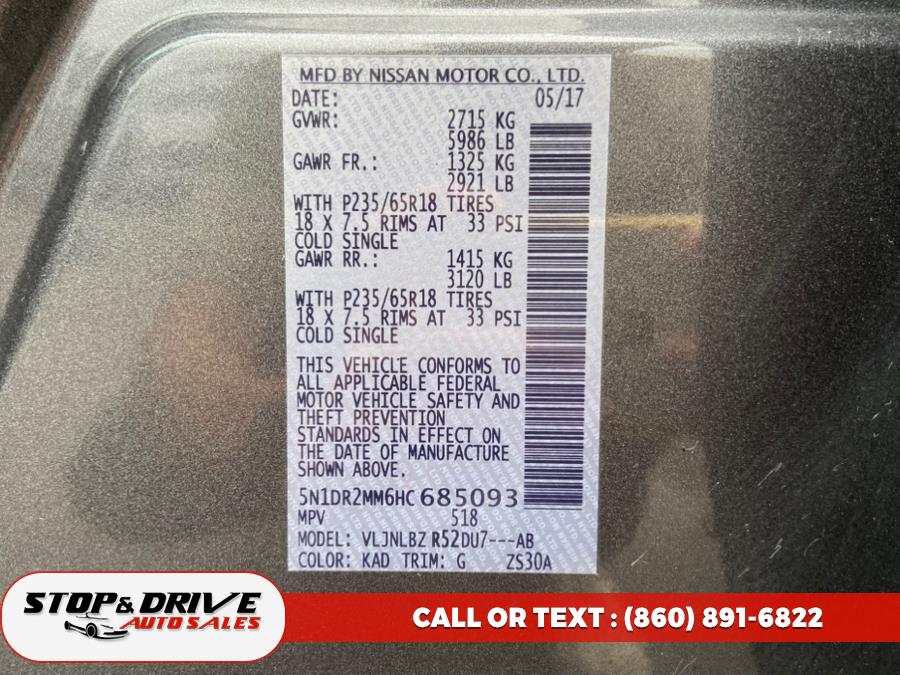 MFD BY NISSAN MOTOR CO., LTD.
DATE: 05/17
GVWR: 2715 KG
5986 LB
GAWR FR.: 1325 KG
2921 LB
WITH P235/65R18 TIRES
18 X 7.5 RIMS AT 33 PSI
COLD SINGLE
GAWR RR.: 1415 KG
3120 LB
WITH P235/65R18 TIRES
18 X 7.5 RIMS AT 33 PSI
COLD SINGLE
THIS VEHICLE CONFORMS TO
ALL APPLICABLE FEDERAL
MOTOR VEHICLE SAFETY AND
THEFT PREVENTION
STANDARDS IN EFFECT ON
THE DATE OF MANUFACTURE
SHOWN ABOVE.
5N1DR2MM6HC685093
MPV 518
MODEL: VLJNLBZ R52DU7---AB
COLOR: KAD TRIM: G ZS30A
STOP & DRIVE
AUTO SALES
CALL OR TEXT : (860) 891-6822